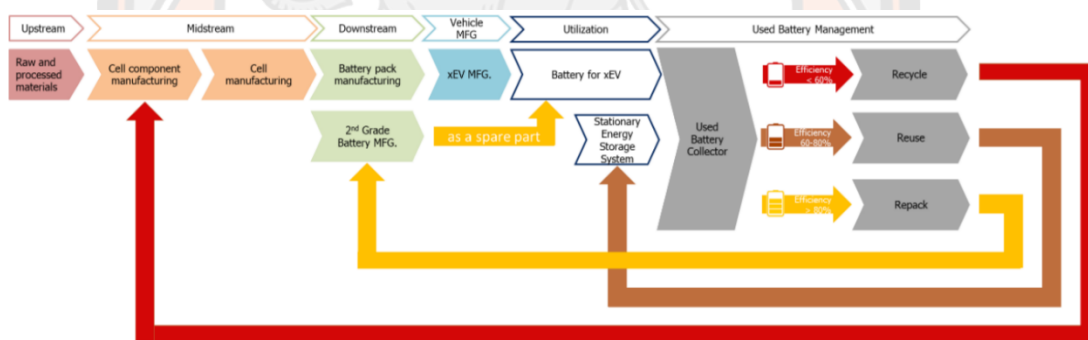 Upstream
Midstream
Downstream
Vehicle
MFG
Utilization
Used Battery Management
Raw and
processed
materials
Cell component
manufacturing
Cell
manufacturing
Battery pack
manufacturing
xEV MFG.
Battery for xEV
Efficiency
< 60%
Recycle
2nd Grade
Battery MFG.
as a spare part
Stationary
Energy
Storage
System
Used
Battery
Collector
Efficiency
60-80%
Reuse
Efficiency
> 80%
Repack